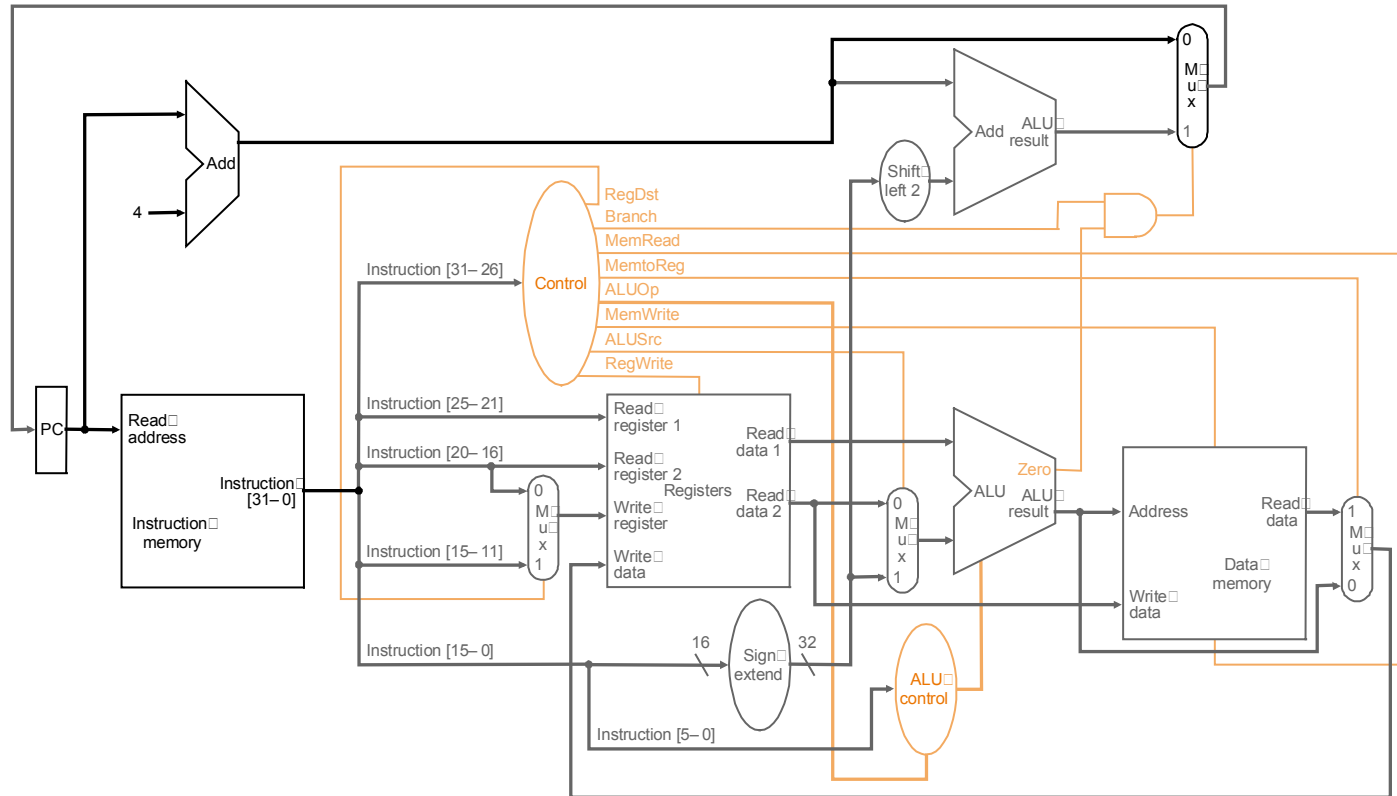 0
M
u
x
1
Add
ALU
result
Add
4
Shift
left 2
RegDst
Branch
MemRead
MemtoReg
ALUOp
MemWrite
ALUSrc
RegWrite
Control
Instruction [31–26]
PC
Read
address
Instruction
[31–0]
Instruction
memory
Instruction [25–21]
Instruction [20–16]
Instruction [15–11]
0
M
u
x
1
Read
register 1
Read
register 2
Registers
Write
register
Write
data
Read
data 1
Read
data 2
0
M
u
x
1
Zero
ALU
ALU
result
Address
Write
data
Read
data
Data
memory
1
M
u
x
0
Instruction [15–0]
16
Sign
extend
32
ALU
control
Instruction [5–0]